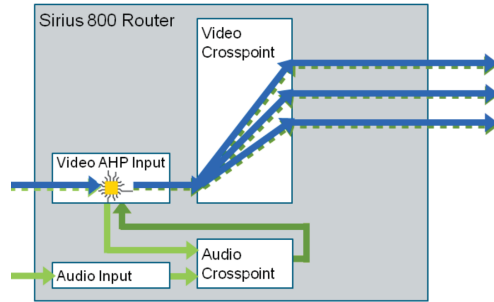 Sirius 800 Router
Video
Crosspoint
Video AHP Input
Audio
Crosspoint
Audio Input